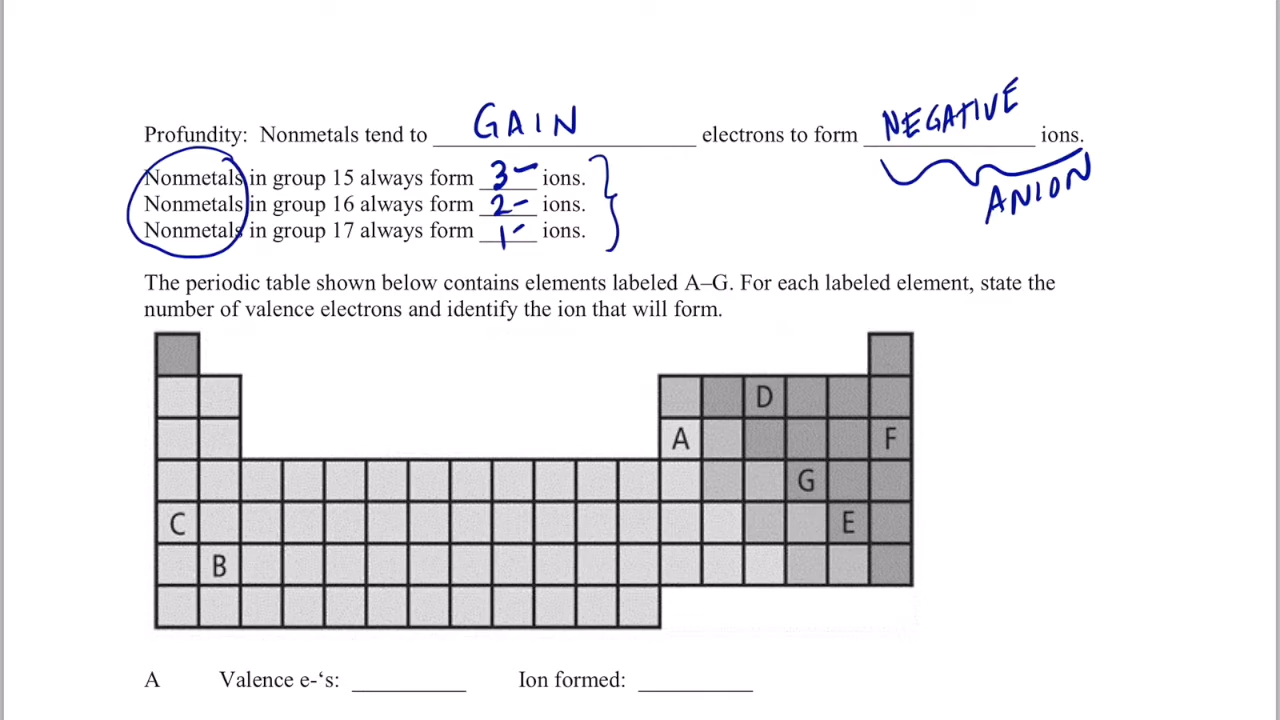 Profundity: Nonmetals tend to GAIN electrons to form NEGATIVE ions.
ANION
Nonmetals in group 15 always form 3- ions.
Nonmetals in group 16 always form 2- ions.
Nonmetals in group 17 always form 1- ions.
The periodic table shown below contains elements labeled A–G. For each labeled element, state the
number of valence electrons and identify the ion that will form.
D
A F
G
C E
B
A Valence e-‘s: Ion formed: